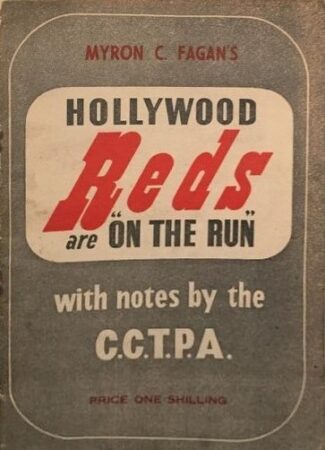 MYRON C. FAGAN'S
HOLLYWOOD
Reds
are "ON THE RUN"
with notes by the
C.C.T.P.A.
PRICE ONE SHILLING